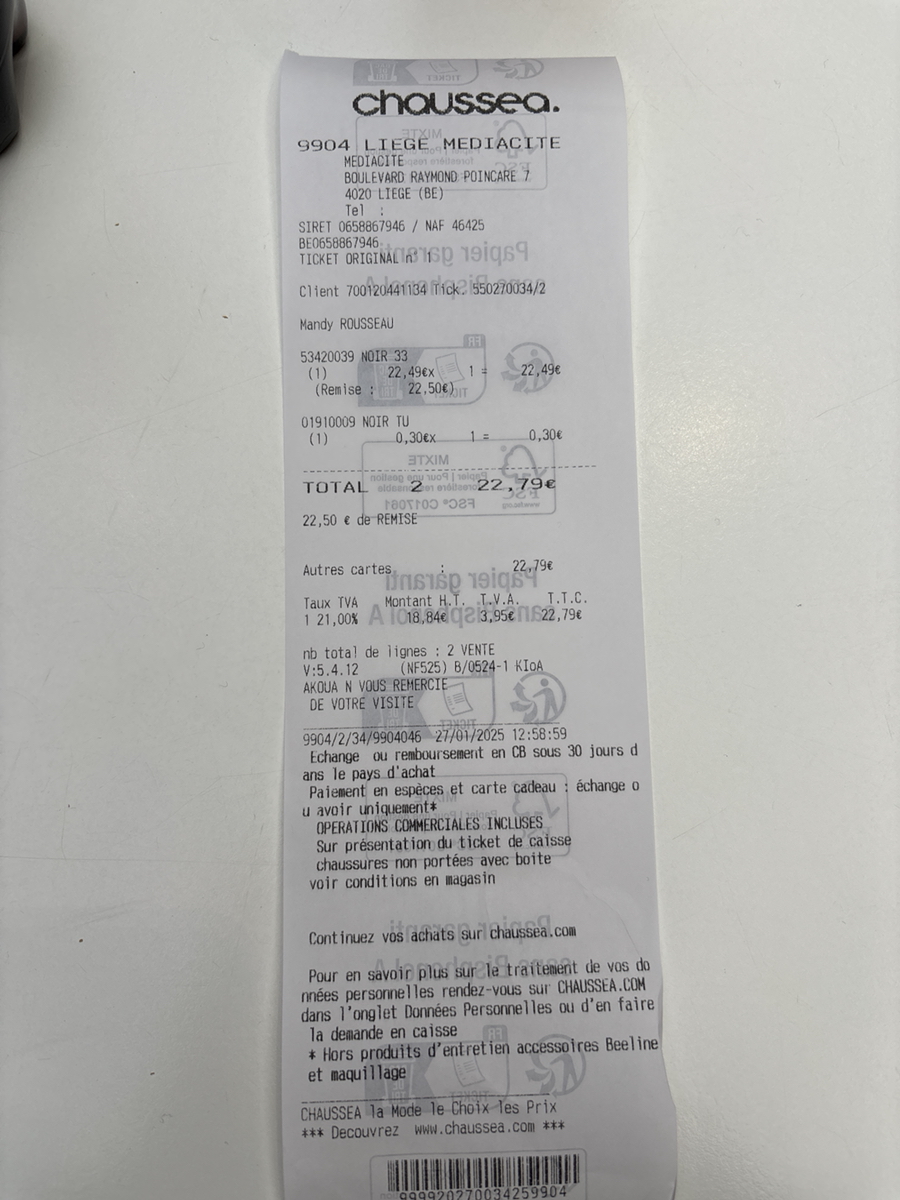 chaussea.
9904 LIEGE MEDIACITE
MEDIACITE
BOULEVARD RAYMOND POINCARE 7
4020 LIEGE (BE)
Tel :
SIRET 0658867946 / NAF 46425
BE0658867946
TICKET ORIGINAL n° 1
Client 700120441134 Tick. 550270034/2
Mandy ROUSSEAU
53420039 NOIR 33
(1) 22,49€x 1 = 22,49€
(Remise : 22,50€)
01910009 NOIR TU
(1) 0,30€x 1 = 0,30€
TOTAL 2 22,79€
22,50 € de REMISE
Autres cartes : 22,79€
Taux TVA Montant H.T. T.V.A. T.T.C.
1 21,00% 18,84€ 3,95€ 22,79€
nb total de lignes : 2 VENTE
V:5.4.12 (NF525) B/0524-1 KIoA
AKOUA N VOUS REMERCIE
DE VOTRE VISITE
9904/2/34/9904046 27/01/2025 12:58:59
Echange ou remboursement en CB sous 30 jours d
ans le pays d'achat
Paiement en espèces et carte cadeau : échange o
u avoir uniquement*
OPERATIONS COMMERCIALES INCLUSES
Sur présentation du ticket de caisse
chaussures non portées avec boite
voir conditions en magasin
Continuez vos achats sur chaussea.com
Pour en savoir plus sur le traitement de vos do
nnées personnelles rendez-vous sur CHAUSSEA.COM
dans l'onglet Données Personnelles ou d'en faire
la demande en caisse
* Hors produits d'entretien accessoires Beeline
et maquillage
CHAUSSEA la Mode le Choix les Prix
*** Decouvrez www.chaussea.com ***
999920270034259904